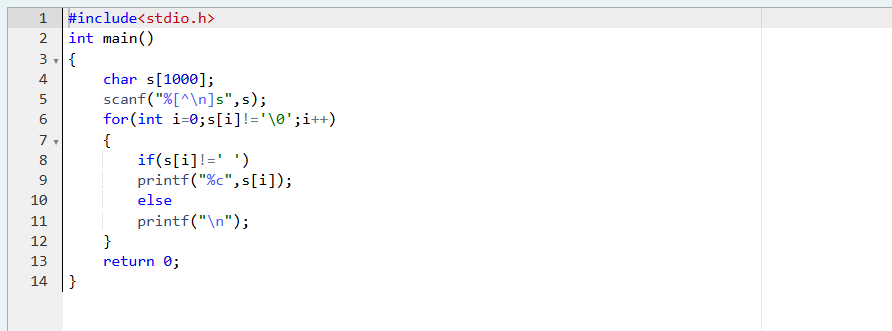 1 #include<stdio.h>
2 int main()
3 {
4     char s[1000];
5     scanf("%[^\n]s",s);
6     for(int i=0;s[i]!='\0';i++)
7     {
8         if(s[i]!=' ')
9         printf("%c",s[i]);
10         else
11         printf("\n");
12     }
13     return 0;
14 }